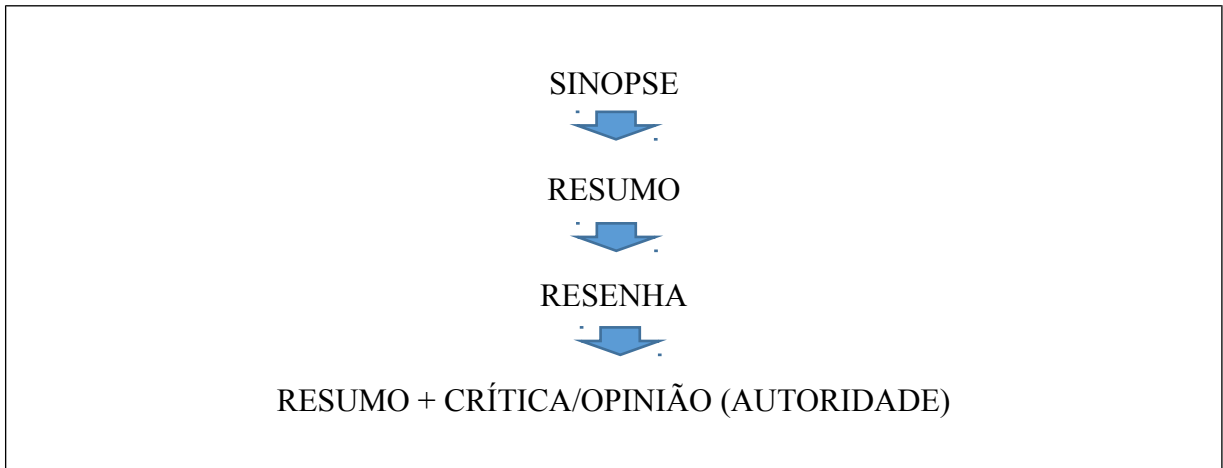 SINOPSE
RESUMO
RESENHA
RESUMO + CRÍTICA/OPINIÃO (AUTORIDADE)